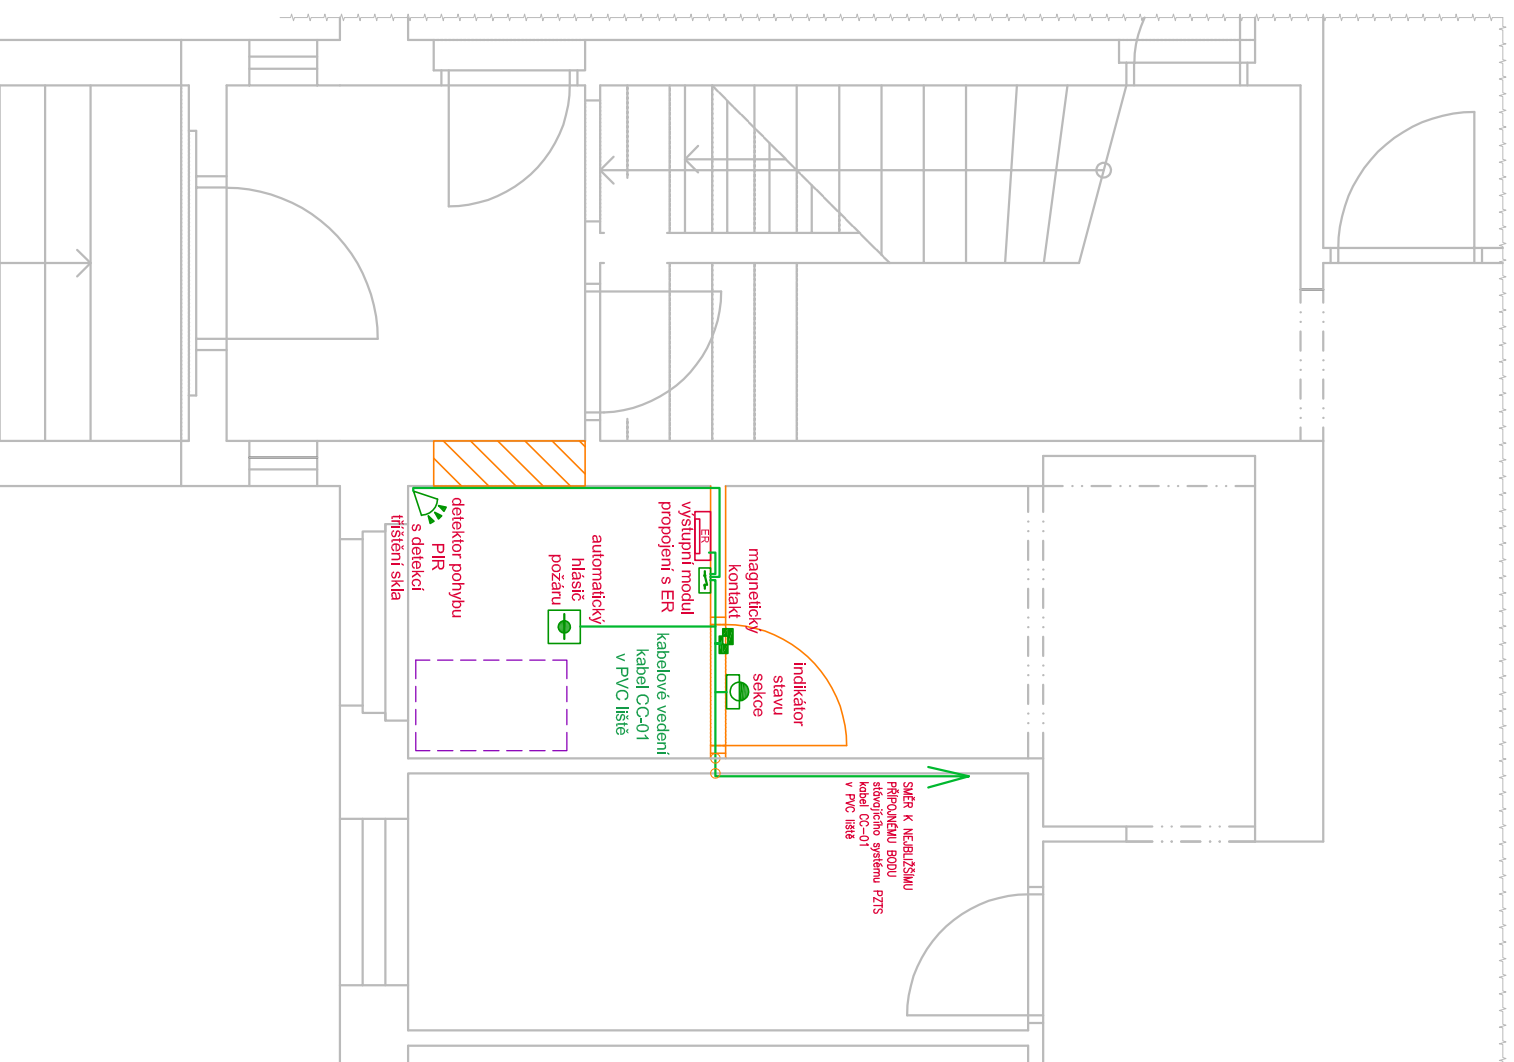 detektor pohybu
PIR
s detekcí
tříštění skla
automatický
hlásič
požáru
ER
výstupní modul
propojení s ER
magnetický
kontakt
indikátor
stavu
sekce
kabelové vedení
kabel CC-01
v PVC liště
SMĚR K NEJBLIŽŠÍMU
PŘÍPOJNÉMU BODU
stávajícího systému PZTS
kabel CC-01
v PVC liště